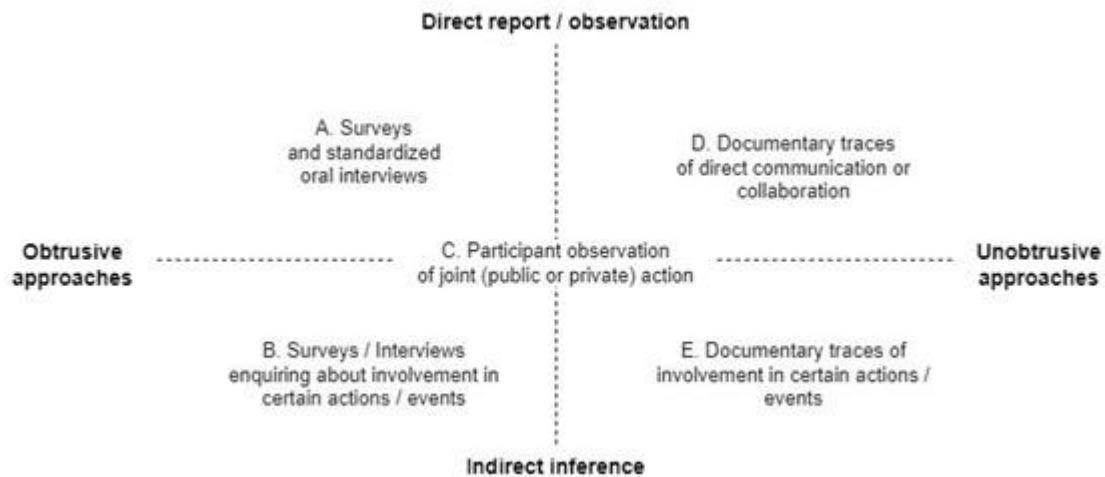 Direct report / observation
A. Surveys
and standardized
oral interviews
D. Documentary traces
of direct communication or
collaboration
Obtrusive
approaches
C. Participant observation
of joint (public or private) action
Unobtrusive
approaches
B. Surveys / Interviews
enquiring about involvement in
certain actions / events
E. Documentary traces of
involvement in certain actions /
events
Indirect inference